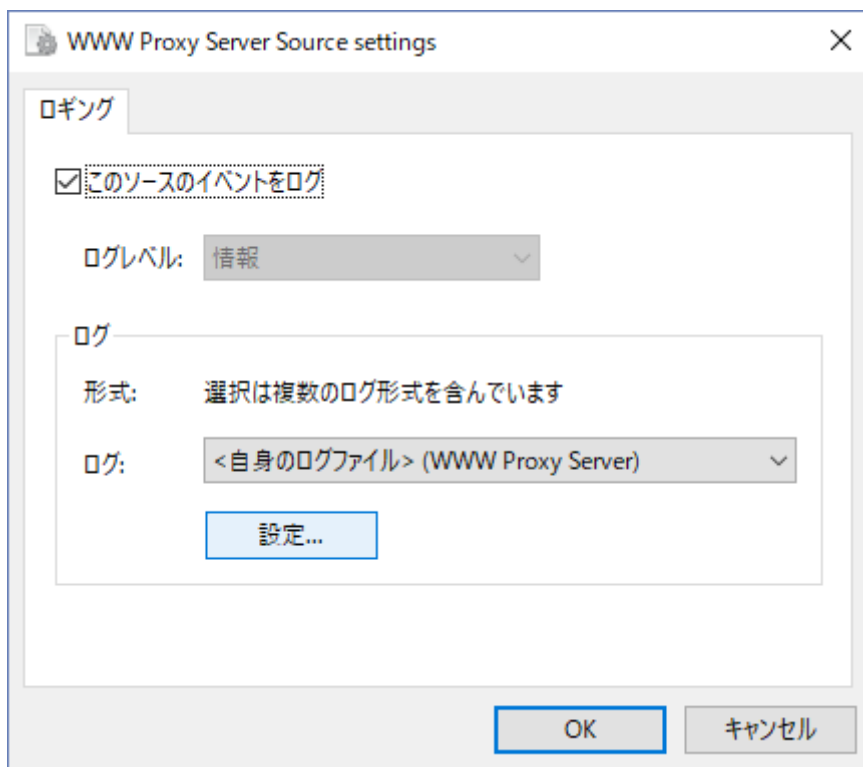 WWW Proxy Server Source settings
ロギング
このソースのイベントをログ
ログレベル: 情報
ログ
形式: 選択は複数のログ形式を含んでいます
ログ: <自身のログファイル> (WWW Proxy Server)
設定...
OK キャンセル